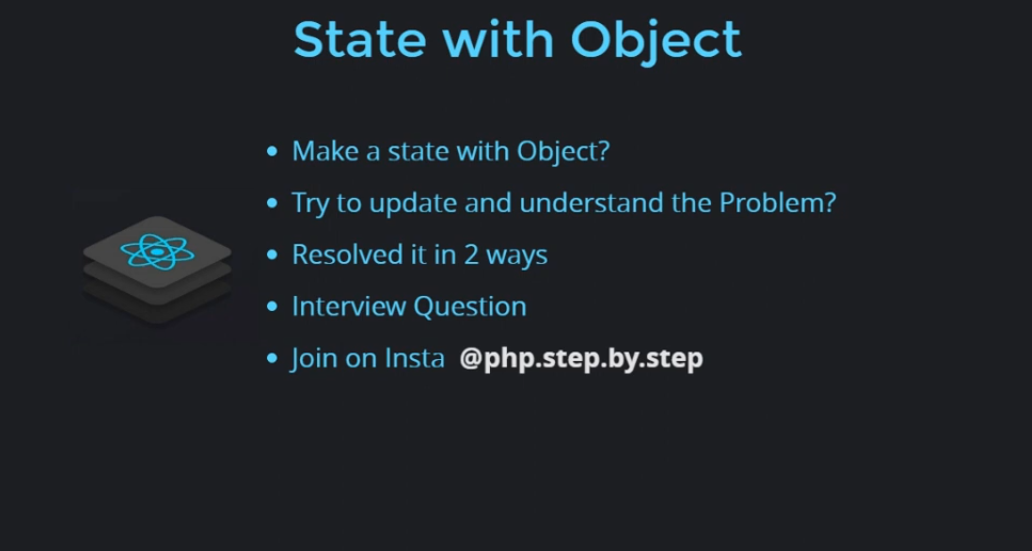 State with Object
• Make a state with Object?
• Try to update and understand the Problem?
• Resolved it in 2 ways
• Interview Question
• Join on Insta @php.step.by.step